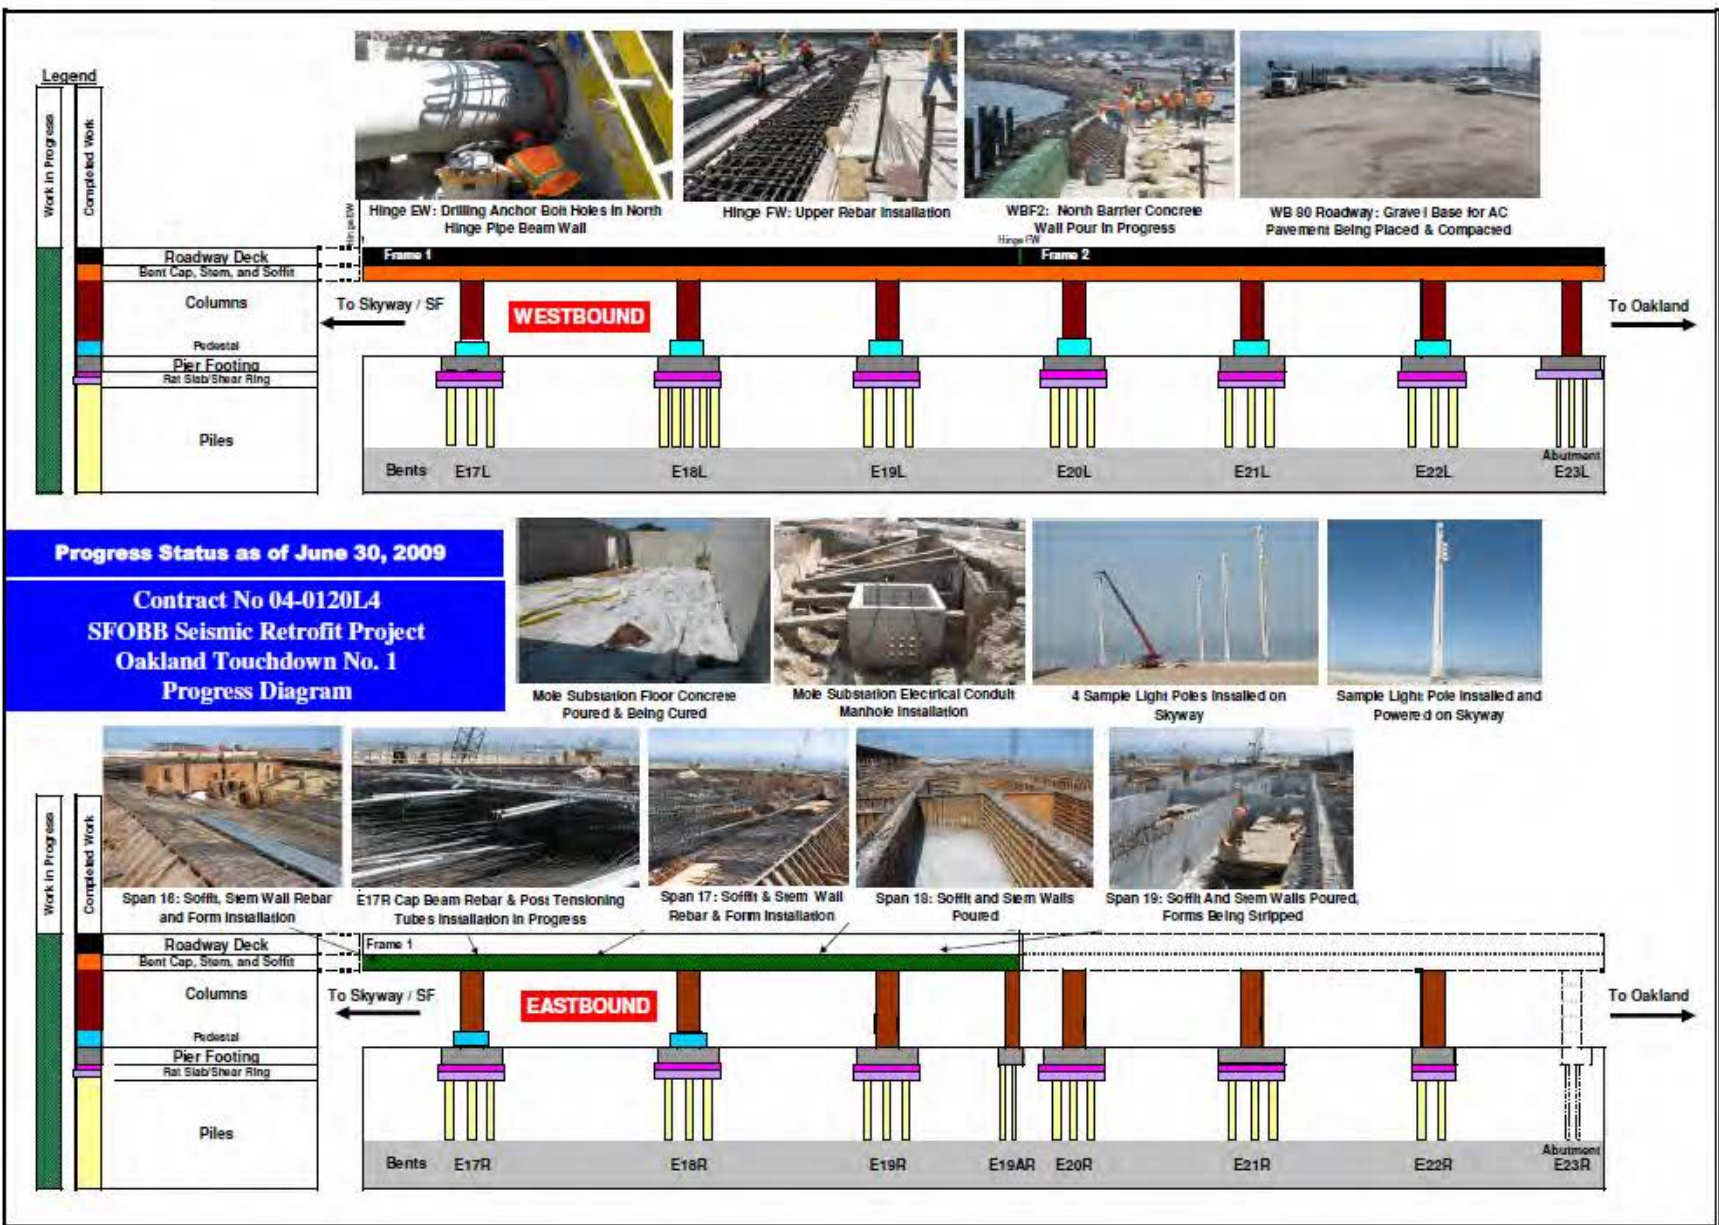 Legend
Work in Progress
Completed Work
Hinge EW: Drilling Anchor Bolt Holes in North
Hinge Pipe Beam Wall
Hinge FW: Upper Rebar Installation
WBF2: North Barrier Concrete
Wall Pour In Progress
WB 80 Roadway: Gravel Base for AC
Pavement Being Placed & Compacted
Hinge EW
Hinge FW
Roadway Deck
Frame 1
Frame 2
Bent Cap, Stem, and Soffit
Columns
To Skyway / SF
WESTBOUND
To Oakland
Pedestal
Pier Footing
Rat Slab/Shear Ring
Piles
Bents
E17L
E18L
E19L
E20L
E21L
E22L
Abutment
E23L
Progress Status as of June 30, 2009
Contract No 04-0120L4
SFOBB Seismic Retrofit Project
Oakland Touchdown No. 1
Progress Diagram
Mole Substation Floor Concrete
Poured & Being Cured
Mole Substation Electrical Conduit
Manhole Installation
4 Sample Light Poles Installed on
Skyway
Sample Light Pole Installed and
Powered on Skyway
Work in Progress
Completed Work
Span 16: Soffit, Stem Wall Rebar
and Form Installation
E17R Cap Beam Rebar & Post Tensioning
Tubes Installation In Progress
Span 17: Soffit & Stem Wall
Rebar & Form Installation
Span 18: Soffit and Stem Walls
Poured
Span 19: Soffit And Stem Walls Poured,
Forms Being Stripped
Roadway Deck
Frame 1
Bent Cap, Stem, and Soffit
Columns
To Skyway / SF
EASTBOUND
To Oakland
Pedestal
Pier Footing
Rat Slab/Shear Ring
Piles
Bents
E17R
E18R
E19R
E19AR
E20R
E21R
E22R
Abutment
E23R